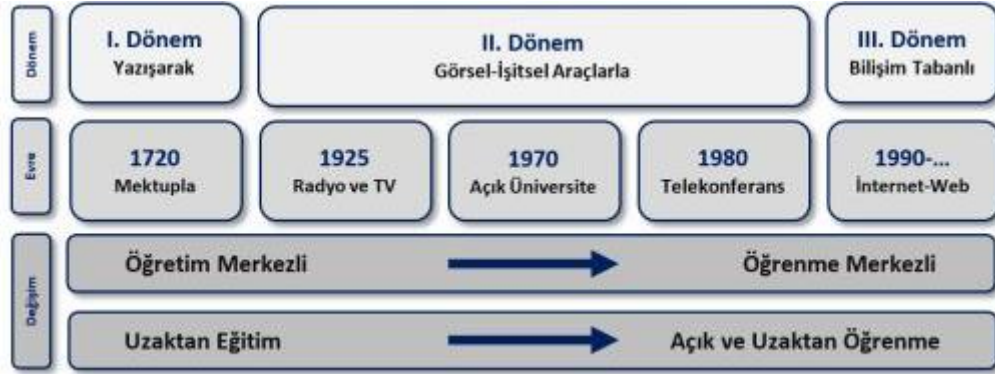 Dönem
I. Dönem
Yazışarak
II. Dönem
Görsel-İşitsel Araçlarla
III. Dönem
Bilişim Tabanlı
Evre
1720
Mektupla
1925
Radyo ve TV
1970
Açık Üniversite
1980
Telekonferans
1990-...
İnternet-Web
Değişim
Öğretim Merkezli
Öğrenme Merkezli
Uzaktan Eğitim
Açık ve Uzaktan Öğrenme